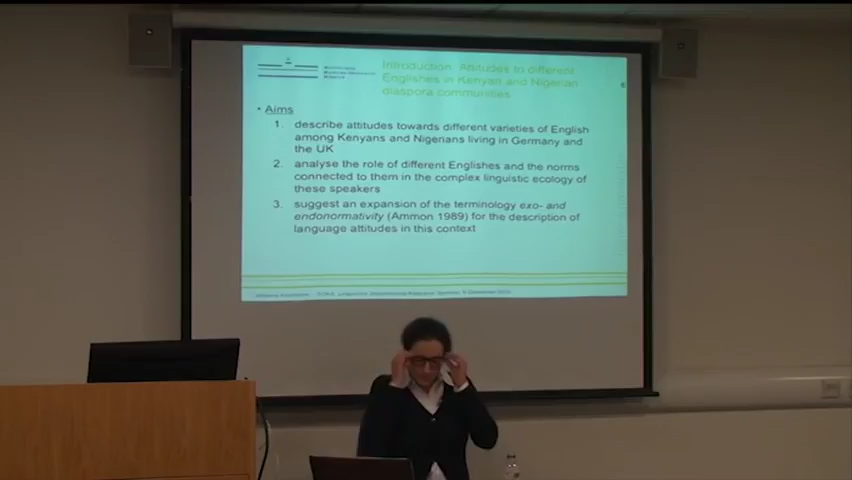 Introduction: Attitudes to different
Englishes in Kenyan and Nigerian
diaspora communities
6
• Aims
1. describe attitudes towards different varieties of English
among Kenyans and Nigerians living in Germany and
the UK
2. analyse the role of different Englishes and the norms
connected to them in the complex linguistic ecology of
these speakers
3. suggest an expansion of the terminology exo- and
endonormativity (Ammon 1989) for the description of
language attitudes in this context